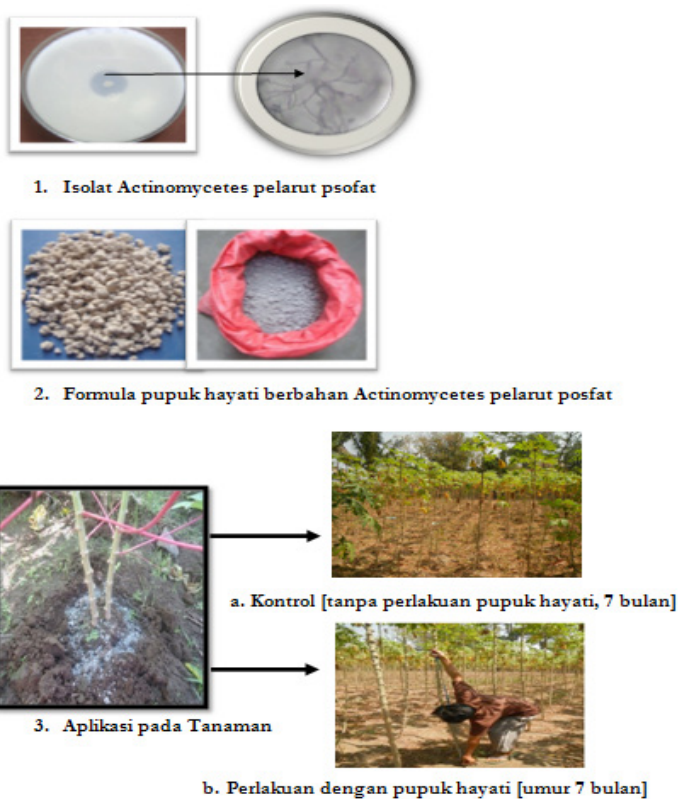 1. Isolat Actinomycetes pelarut psofat
2. Formula pupuk hayati berbahan Actinomycetes pelarut posfat
a. Kontrol [tanpa perlakuan pupuk hayati, 7 bulan]
3. Aplikasi pada Tanaman
b. Perlakuan dengan pupuk hayati [umur 7 bulan]